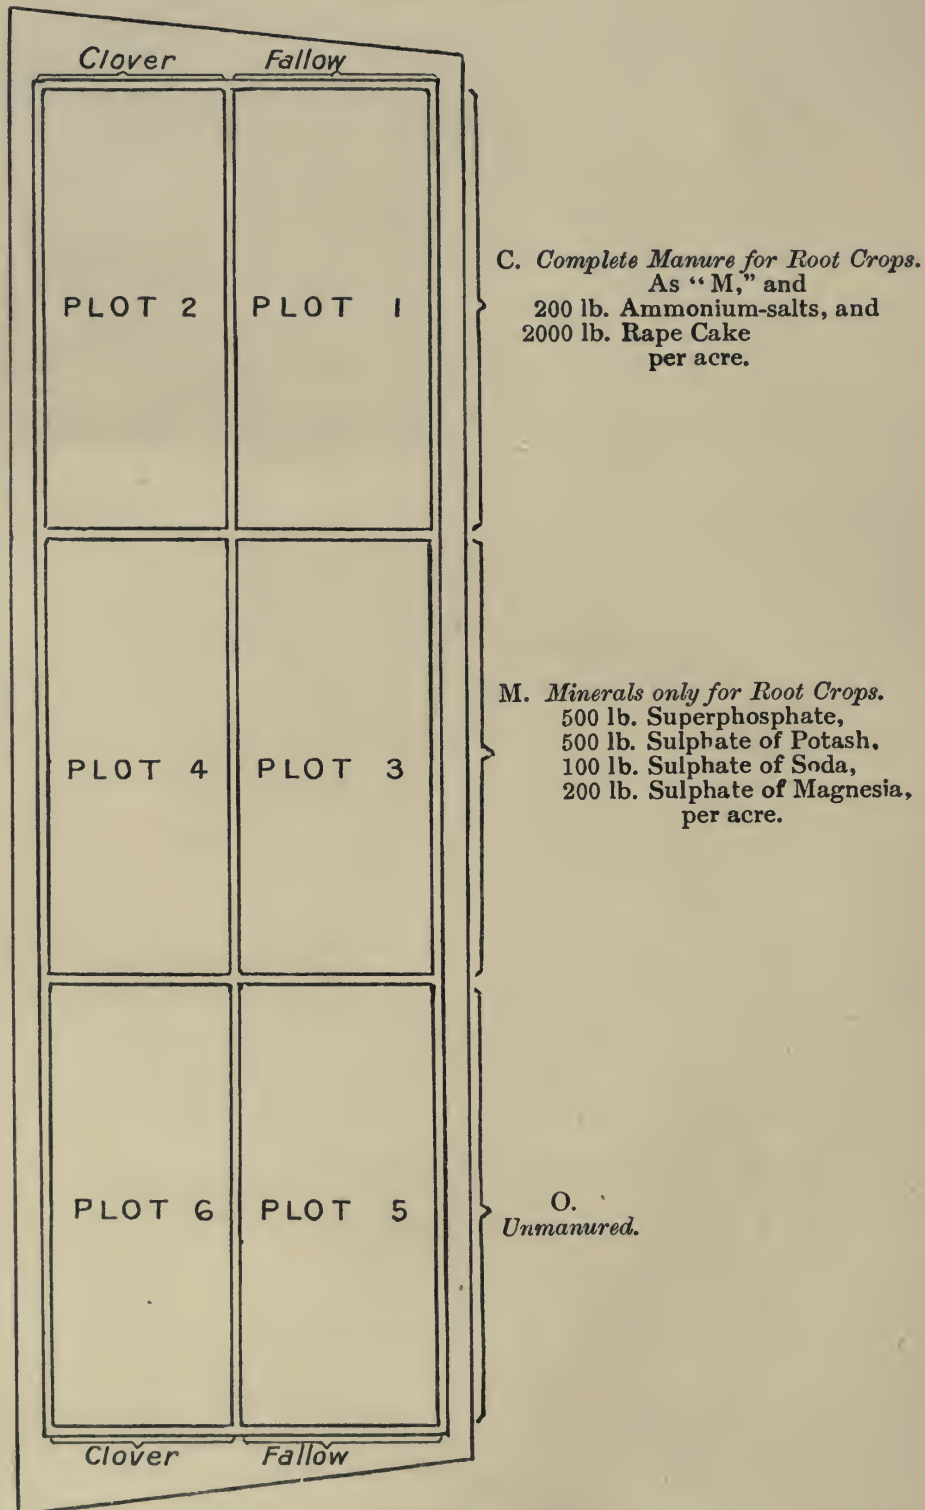 Clover Fallow
PLOT 2 PLOT 1
C. Complete Manure for Root Crops.
As “M,” and
200 lb. Ammonium-salts, and
2000 lb. Rape Cake
per acre.
PLOT 4 PLOT 3
M. Minerals only for Root Crops.
500 lb. Superphosphate,
500 lb. Sulphate of Potash,
100 lb. Sulphate of Soda,
200 lb. Sulphate of Magnesia,
per acre.
PLOT 6 PLOT 5
O.
Unmanured.
Clover Fallow